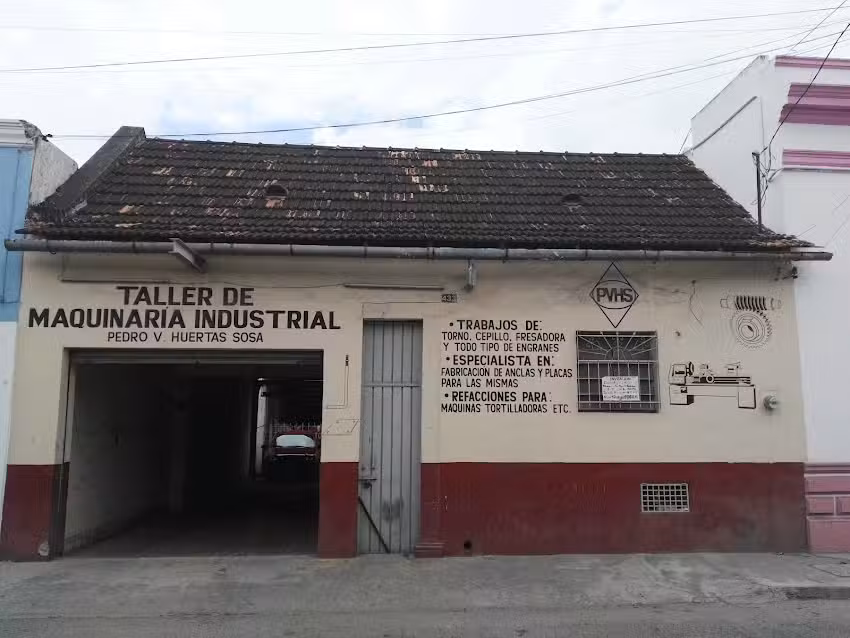 TALLER DE
MAQUINARIA INDUSTRIAL
PEDRO V. HUERTAS SOSA
PVHS
• TRABAJOS DE:
TORNO, CEPILLO, FRESADORA
Y TODO TIPO DE ENGRANES
• ESPECIALISTA EN:
FABRICACION DE ANCLAS Y PLACAS
PARA LAS MISMAS
• REFACCIONES PARA:
MAQUINAS TORTILLADORAS ETC.